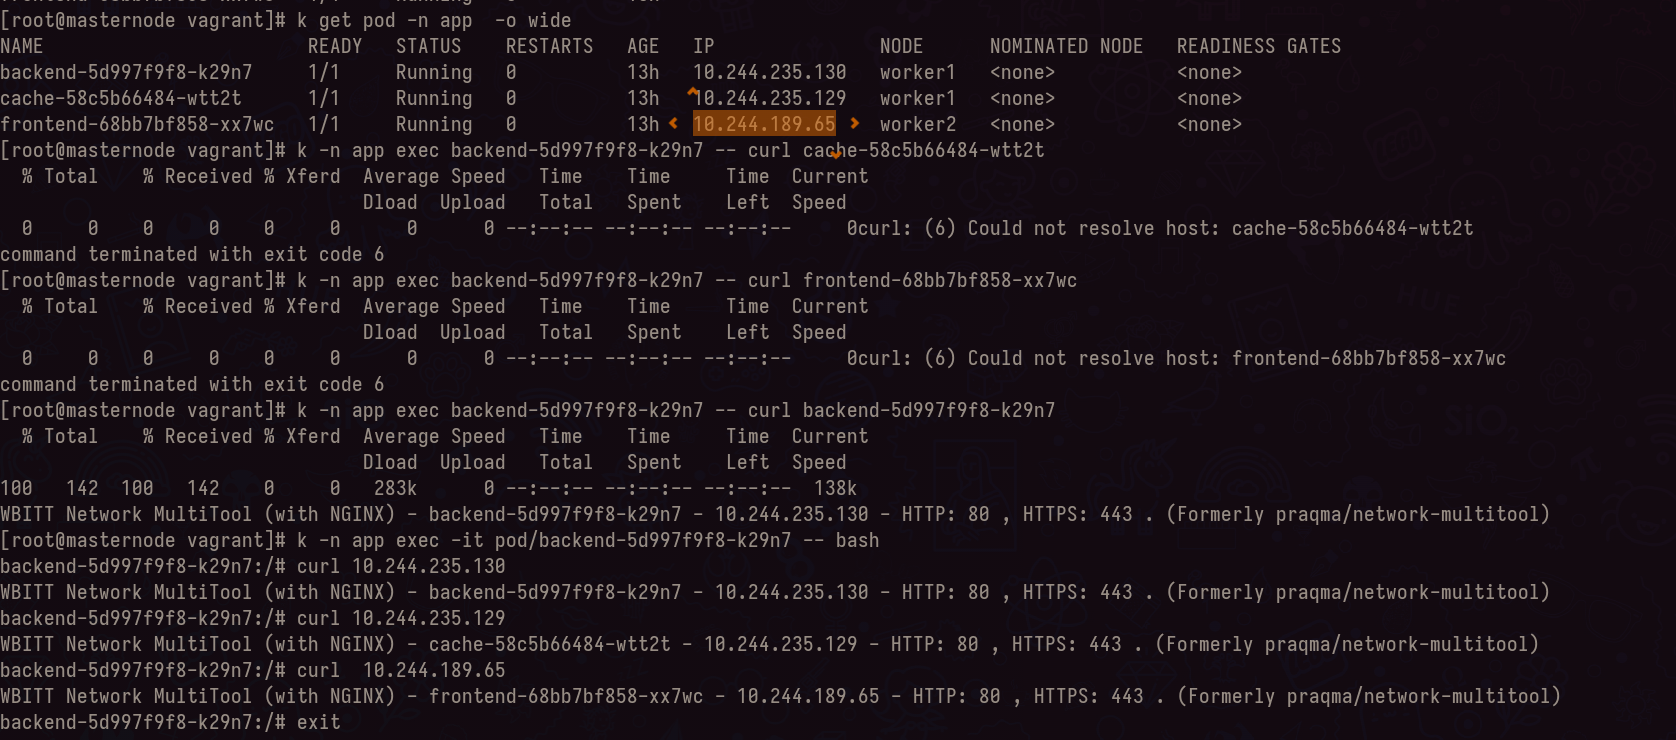 [root@masternode vagrant]# k get pod -n app  -o wide
NAME                        READY   STATUS    RESTARTS   AGE   IP               NODE      NOMINATED NODE   READINESS GATES
backend-5d997f9f8-k29n7     1/1     Running   0          13h   10.244.235.130   worker1   <none>           <none>
cache-58c5b66484-wtt2t      1/1     Running   0          13h   10.244.235.129   worker1   <none>           <none>
frontend-68bb7bf858-xx7wc   1/1     Running   0          13h   10.244.189.65    worker2   <none>           <none>
[root@masternode vagrant]# k -n app exec backend-5d997f9f8-k29n7 -- curl cache-58c5b66484-wtt2t
  % Total    % Received % Xferd  Average Speed   Time    Time     Time  Current
                                 Dload  Upload   Total   Spent    Left  Speed
  0     0  0     0    0     0      0      0 --:--:-- --:--:-- --:--:--     0curl: (6) Could not resolve host: cache-58c5b66484-wtt2t
command terminated with exit code 6
[root@masternode vagrant]# k -n app exec backend-5d997f9f8-k29n7 -- curl frontend-68bb7bf858-xx7wc
  % Total    % Received % Xferd  Average Speed   Time    Time     Time  Current
                                 Dload  Upload   Total   Spent    Left  Speed
  0     0  0     0    0     0      0      0 --:--:-- --:--:-- --:--:--     0curl: (6) Could not resolve host: frontend-68bb7bf858-xx7wc
command terminated with exit code 6
[root@masternode vagrant]# k -n app exec backend-5d997f9f8-k29n7 -- curl backend-5d997f9f8-k29n7
  % Total    % Received % Xferd  Average Speed   Time    Time     Time  Current
                                 Dload  Upload   Total   Spent    Left  Speed
100   142  100   142    0     0   283k      0 --:--:-- --:--:-- --:--:--  138k
WBITT Network MultiTool (with NGINX) - backend-5d997f9f8-k29n7 - 10.244.235.130 - HTTP: 80 , HTTPS: 443 . (Formerly praqma/network-multitool)
[root@masternode vagrant]# k -n app exec -it pod/backend-5d997f9f8-k29n7 -- bash
backend-5d997f9f8-k29n7:/# curl 10.244.235.130
WBITT Network MultiTool (with NGINX) - backend-5d997f9f8-k29n7 - 10.244.235.130 - HTTP: 80 , HTTPS: 443 . (Formerly praqma/network-multitool)
backend-5d997f9f8-k29n7:/# curl 10.244.235.129
WBITT Network MultiTool (with NGINX) - cache-58c5b66484-wtt2t - 10.244.235.129 - HTTP: 80 , HTTPS: 443 . (Formerly praqma/network-multitool)
backend-5d997f9f8-k29n7:/# curl  10.244.189.65
WBITT Network MultiTool (with NGINX) - frontend-68bb7bf858-xx7wc - 10.244.189.65 - HTTP: 80 , HTTPS: 443 . (Formerly praqma/network-multitool)
backend-5d997f9f8-k29n7:/# exit